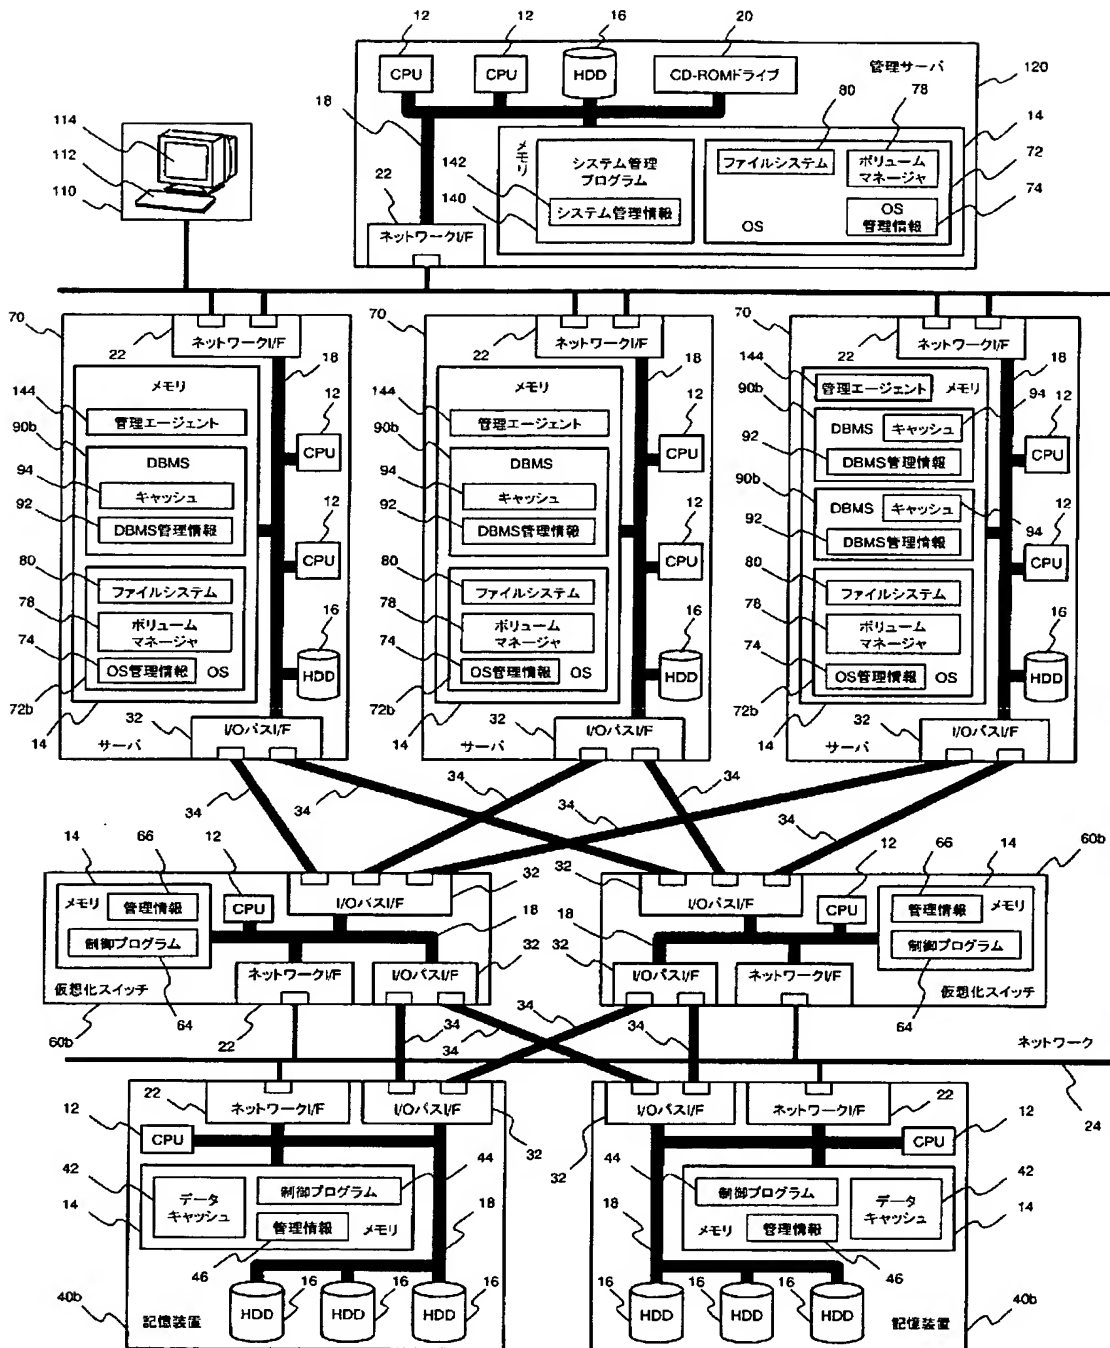 12
12
16
20
CPU
CPU
HDD
CD-ROMドライブ
管理サーバ
120
18
80
78
14
114
112
110
142
140
22
メモリ
システム管理
プログラム
システム管理情報
ファイルシステム
ボリューム
マネージャ
OS
OS
管理情報
72
74
ネットワークI/F
70
22
ネットワークI/F
18
メモリ
144
管理エージェント
12
CPU
90b
DBMS
94
キャッシュ
92
DBMS管理情報
12
CPU
80
ファイルシステム
78
ボリューム
マネージャ
16
HDD
74
OS管理情報
OS
72b
14
サーバ
32
I/OバスI/F
70
22
ネットワークI/F
18
メモリ
144
管理エージェント
12
CPU
90b
DBMS
94
キャッシュ
92
DBMS管理情報
12
CPU
80
ファイルシステム
78
ボリューム
マネージャ
16
HDD
74
OS管理情報
OS
72b
14
サーバ
32
I/OバスI/F
70
22
ネットワークI/F
18
144
管理エージェント
メモリ
94
12
CPU
90b
DBMS
キャッシュ
92
DBMS管理情報
90b
DBMS
キャッシュ
12
94
92
DBMS管理情報
CPU
80
ファイルシステム
78
ボリューム
マネージャ
16
HDD
74
OS管理情報
OS
72b
14
サーバ
32
I/OバスI/F
34
34
34
34
34
34
14
66
12
メモリ
管理情報
CPU
制御プログラム
I/OバスI/F
32
18
ネットワークI/F
I/OバスI/F
32
仮想化スイッチ
60b
64
22
32
I/OバスI/F
12
66
14
60b
CPU
管理情報
メモリ
制御プログラム
18
32
I/OバスI/F
ネットワークI/F
仮想化スイッチ
64
34
34
34
34
ネットワーク
24
22
ネットワークI/F
I/OバスI/F
32
12
CPU
42
14
データ
キャッシュ
44
制御プログラム
管理情報
メモリ
46
18
HDD
16
HDD
16
HDD
16
40b
記憶装置
32
I/OバスI/F
ネットワークI/F
22
12
CPU
44
42
制御プログラム
データ
キャッシュ
14
メモリ
管理情報
46
18
16
HDD
16
HDD
16
HDD
記憶装置
40b